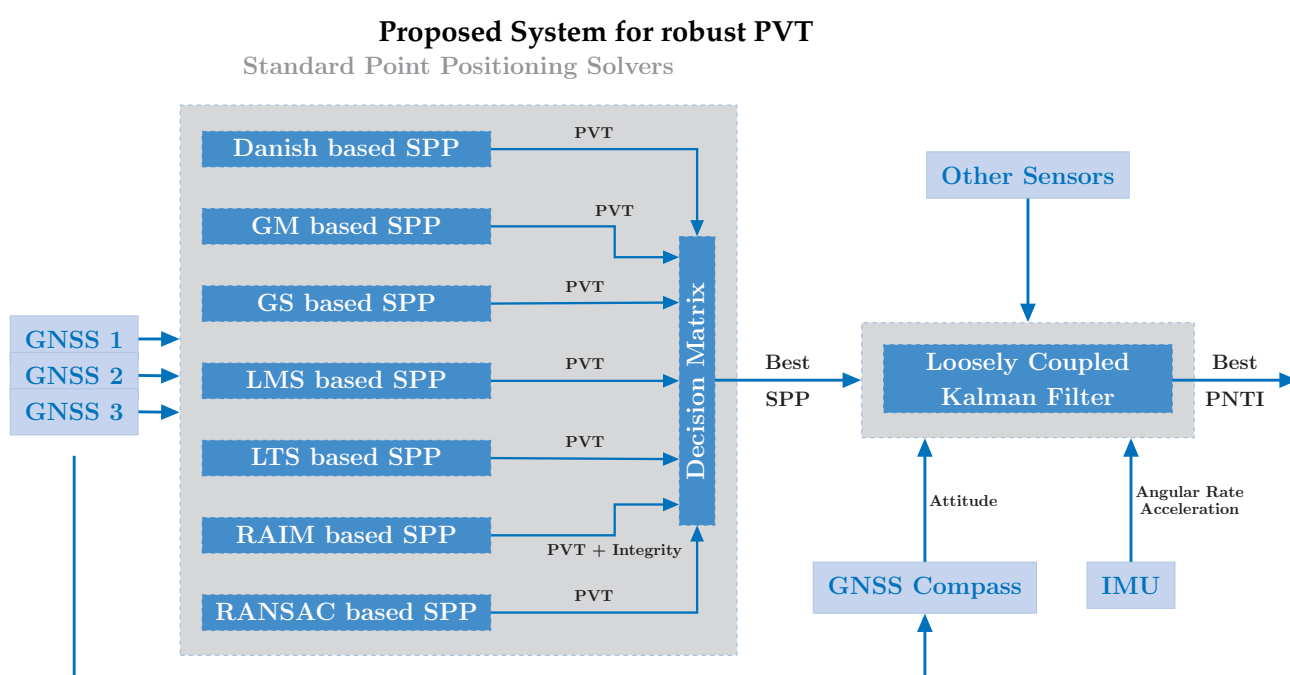 Proposed System for robust PVT
Standard Point Positioning Solvers
GNSS 1
GNSS 2
GNSS 3
Danish based SPP
PVT
GM based SPP
PVT
GS based SPP
PVT
LMS based SPP
PVT
LTS based SPP
PVT
RAIM based SPP
PVT + Integrity
RANSAC based SPP
PVT
Decision Matrix
Best
SPP
Other Sensors
Loosely Coupled
Kalman Filter
Best
PNTI
Attitude
Angular Rate
Acceleration
GNSS Compass
IMU